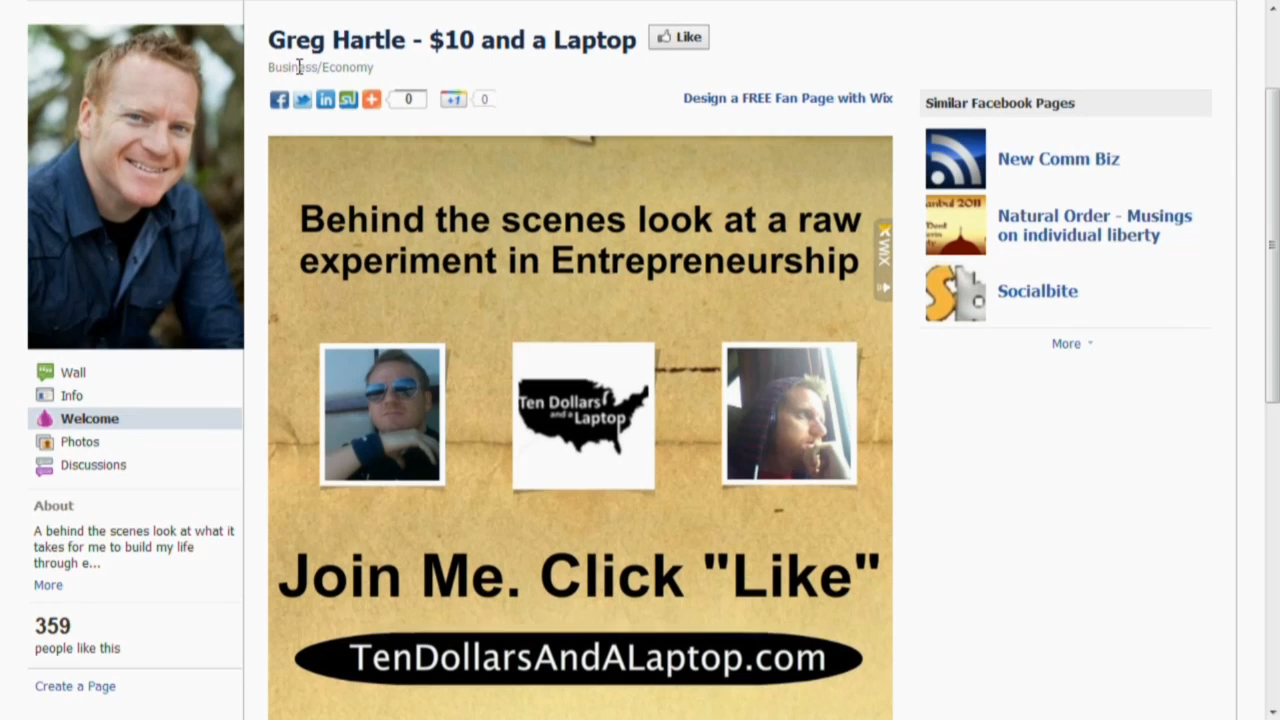 Greg Hartle - $10 and a Laptop
Like
Business/Economy
0
+1
0
Design a FREE Fan Page with Wix
Behind the scenes look at a raw
experiment in Entrepreneurship
WIX
Ten Dollars
and a
Laptop
Join Me. Click "Like"
TenDollarsAndALaptop.com
Wall
Info
Welcome
Photos
Discussions
About
A behind the scenes look at what it
takes for me to build my life
through e...
More
359
people like this
Create a Page
Similar Facebook Pages
New Comm Biz
2011
Natural Order - Musings
on individual liberty
Socialbite
More